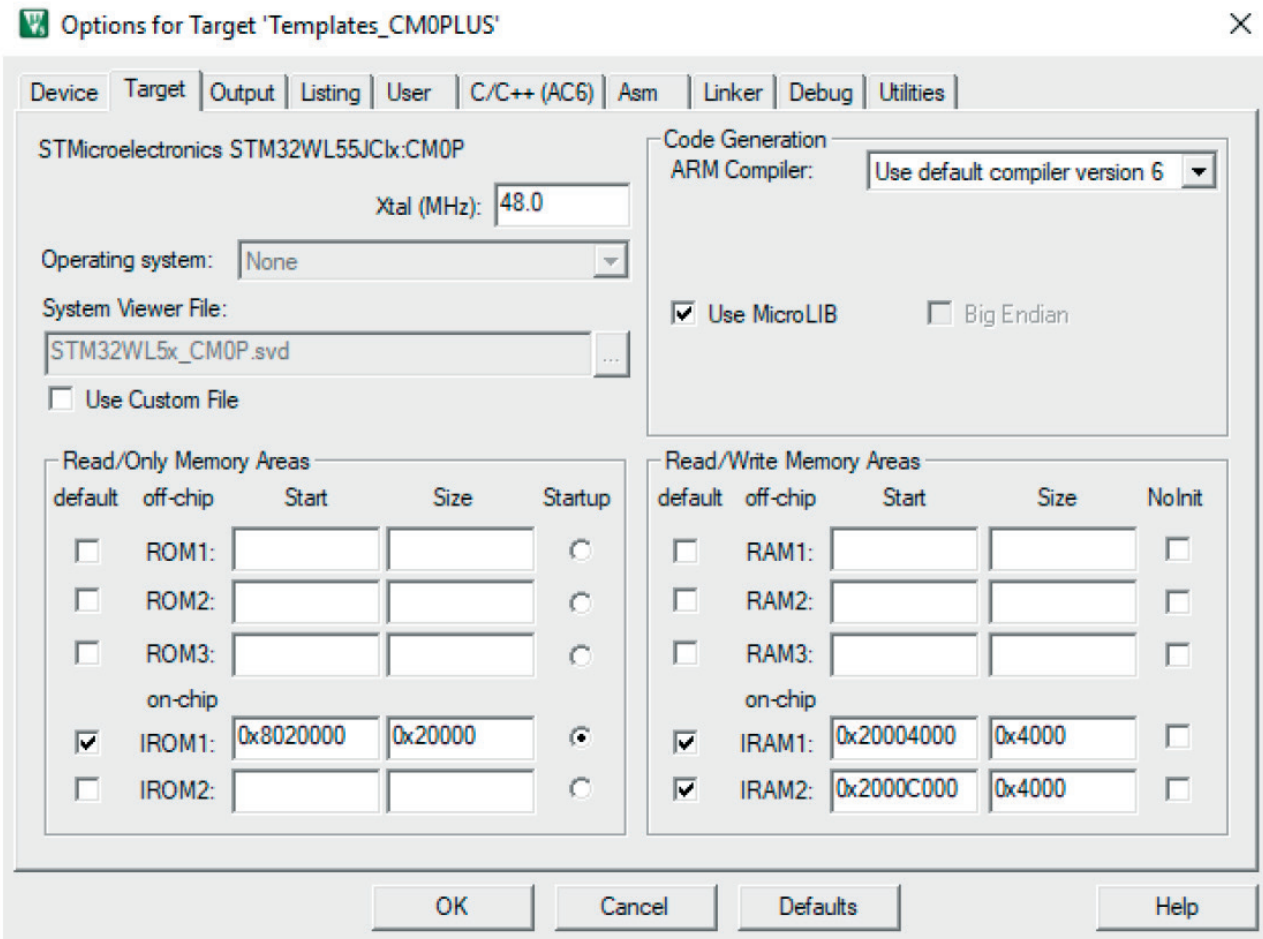 Options for Target 'Templates_CM0PLUS'
Device Target Output Listing User C/C++ (AC6) Asm Linker Debug Utilities
STMicroelectronics STM32WL55JCIx:CM0P
Xtal (MHz): 48.0
Operating system: None
System Viewer File:
STM32WL5x_CM0P.svd ...
Use Custom File
Code Generation
ARM Compiler: Use default compiler version 6
Use MicroLIB Big Endian
Read/Only Memory Areas
default off-chip Start Size Startup
ROM1:
ROM2:
ROM3:
on-chip
IROM1: 0x8020000 0x20000
IROM2:
Read/Write Memory Areas
default off-chip Start Size NoInit
RAM1:
RAM2:
RAM3:
on-chip
IRAM1: 0x20004000 0x4000
IRAM2: 0x2000C000 0x4000
OK Cancel Defaults Help